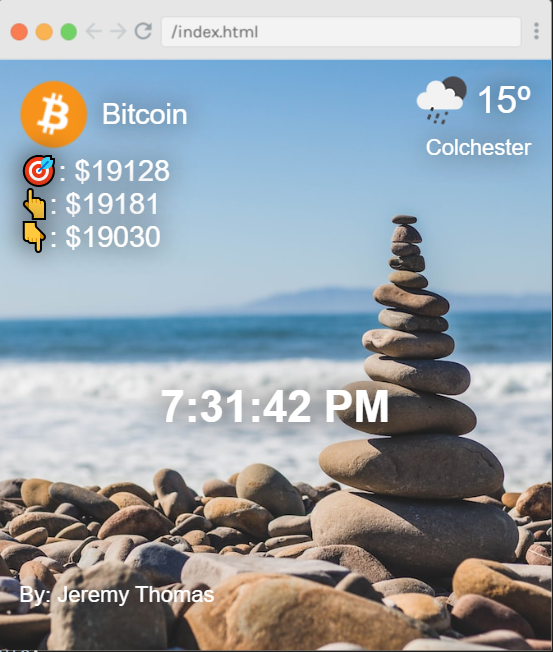 /index.html
Bitcoin
15º
Colchester
🎯: $19128
👆: $19181
👇: $19030
7:31:42 PM
By: Jeremy Thomas